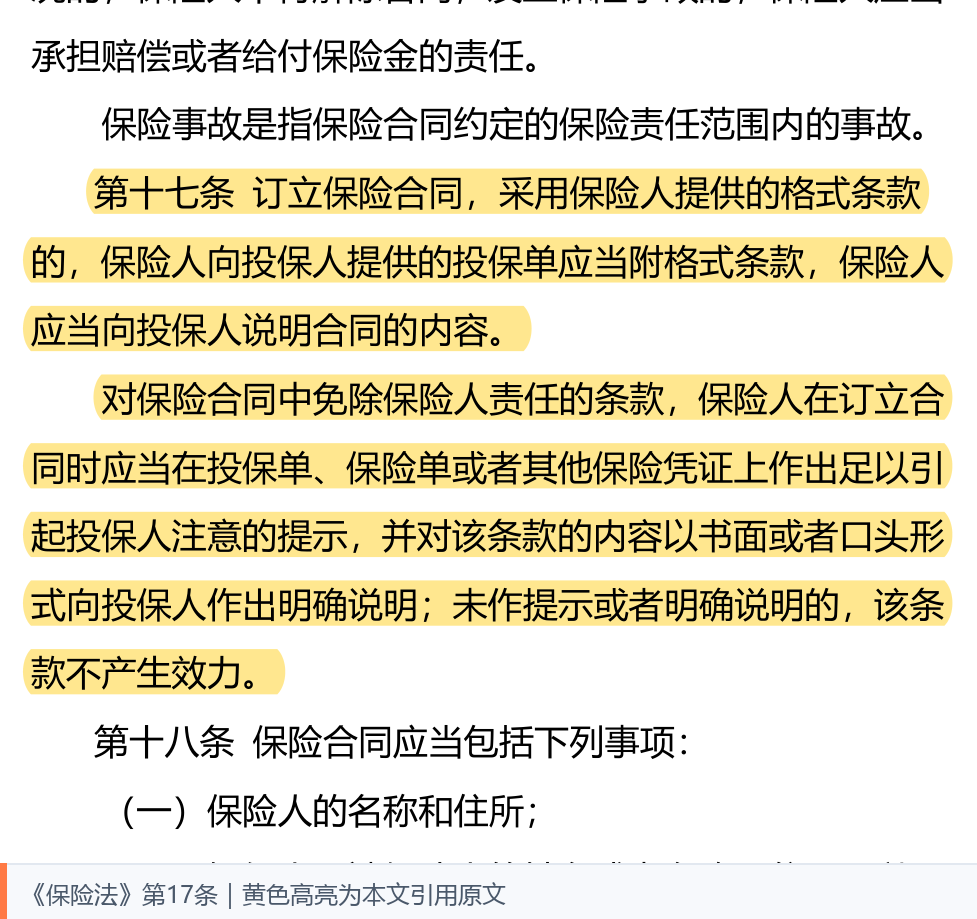 承担赔偿或者给付保险金的责任。
保险事故是指保险合同约定的保险责任范围内的事故。
第十七条 订立保险合同，采用保险人提供的格式条款
的，保险人向投保人提供的投保单应当附格式条款，保险人
应当向投保人说明合同的内容。
对保险合同中免除保险人责任的条款，保险人在订立合
同时应当在投保单、保险单或者其他保险凭证上作出足以引
起投保人注意的提示，并对该条款的内容以书面或者口头形
式向投保人作出明确说明；未作提示或者明确说明的，该条
款不产生效力。
第十八条 保险合同应当包括下列事项：
（一）保险人的名称和住所；
《保险法》第17条｜黄色高亮为本文引用原文